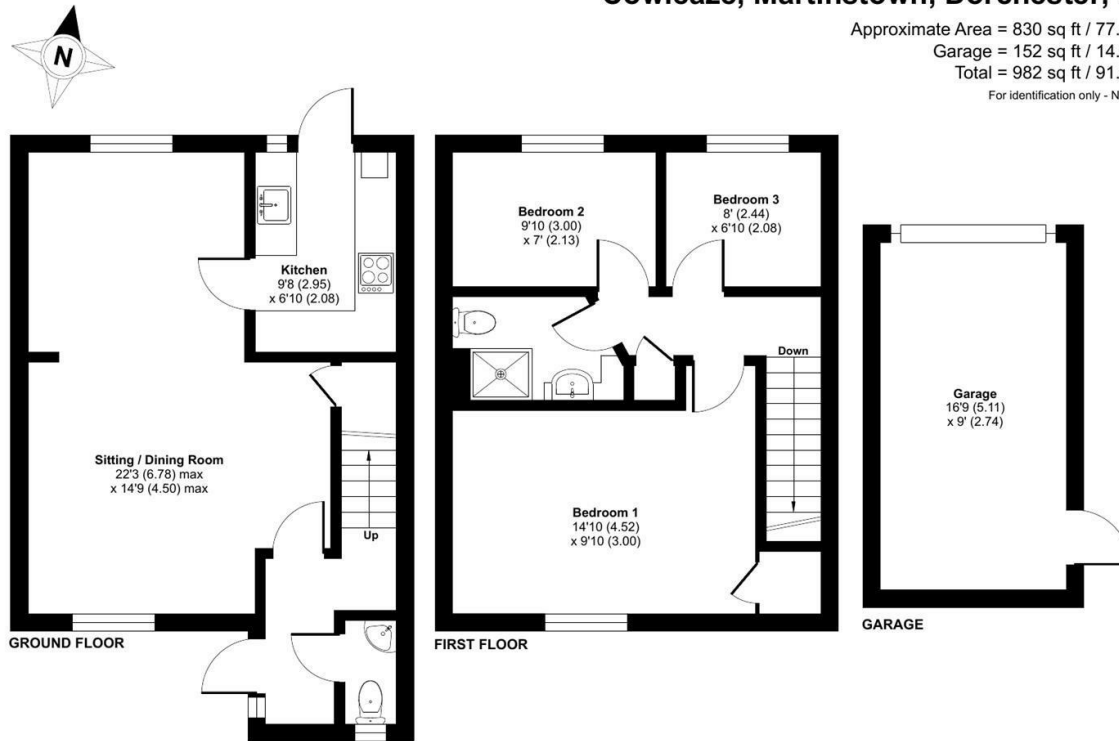 Approximate Area = 830 sq ft / 77.
Garage = 152 sq ft / 14.
Total = 982 sq ft / 91.
For identification only - N
N
Kitchen
9'8 (2.95)
x 6'10 (2.08)
Sitting / Dining Room
22'3 (6.78) max
x 14'9 (4.50) max
Up
GROUND FLOOR
Bedroom 2
9'10 (3.00)
x 7' (2.13)
Bedroom 3
8' (2.44)
x 6'10 (2.08)
Down
Bedroom 1
14'10 (4.52)
x 9'10 (3.00)
FIRST FLOOR
Garage
16'9 (5.11)
x 9' (2.74)
GARAGE